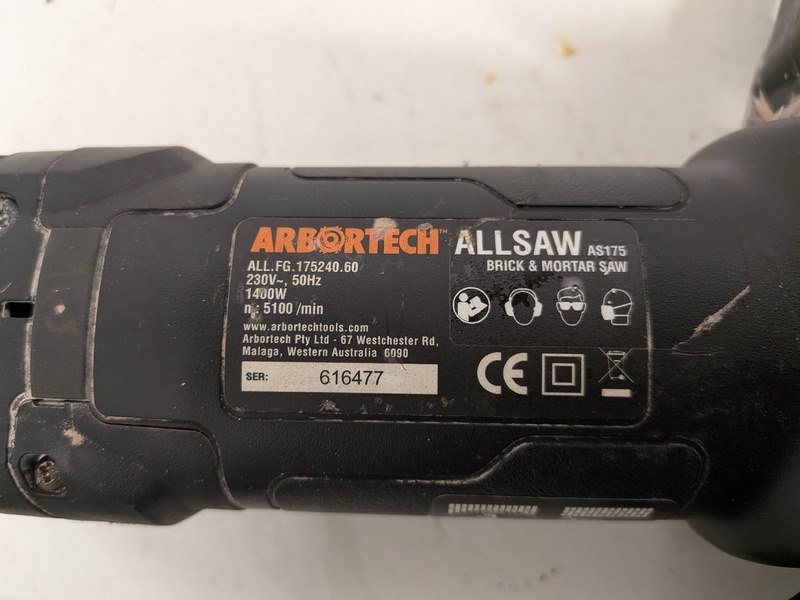 ARBORTECH™
ALL.FG.175240.60
230V~, 50Hz
1400W
n : 5100 /min
www.arbortechtools.com
Arbortech Pty Ltd - 67 Westchester Rd,
Malaga, Western Australia 6090
SER: 616477
ALLSAW AS175
BRICK & MORTAR SAW
CE